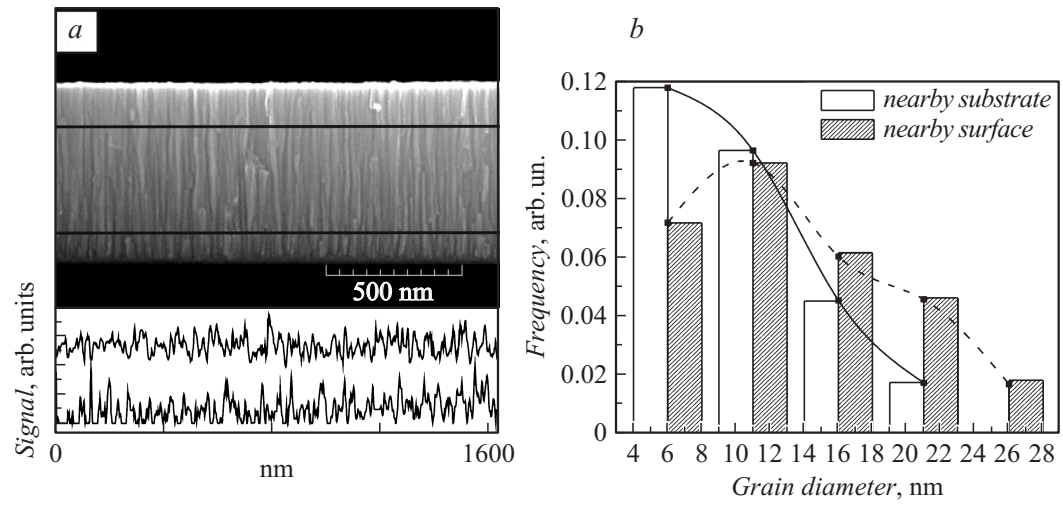 a
500 nm
Signal, arb. units
0
nm
1600
b
nearby substrate
nearby surface
Frequency, arb. un.
0.12
0.10
0.08
0.06
0.04
0.02
0
4 6 8 10 12 14 16 18 20 22 24 26 28
Grain diameter, nm